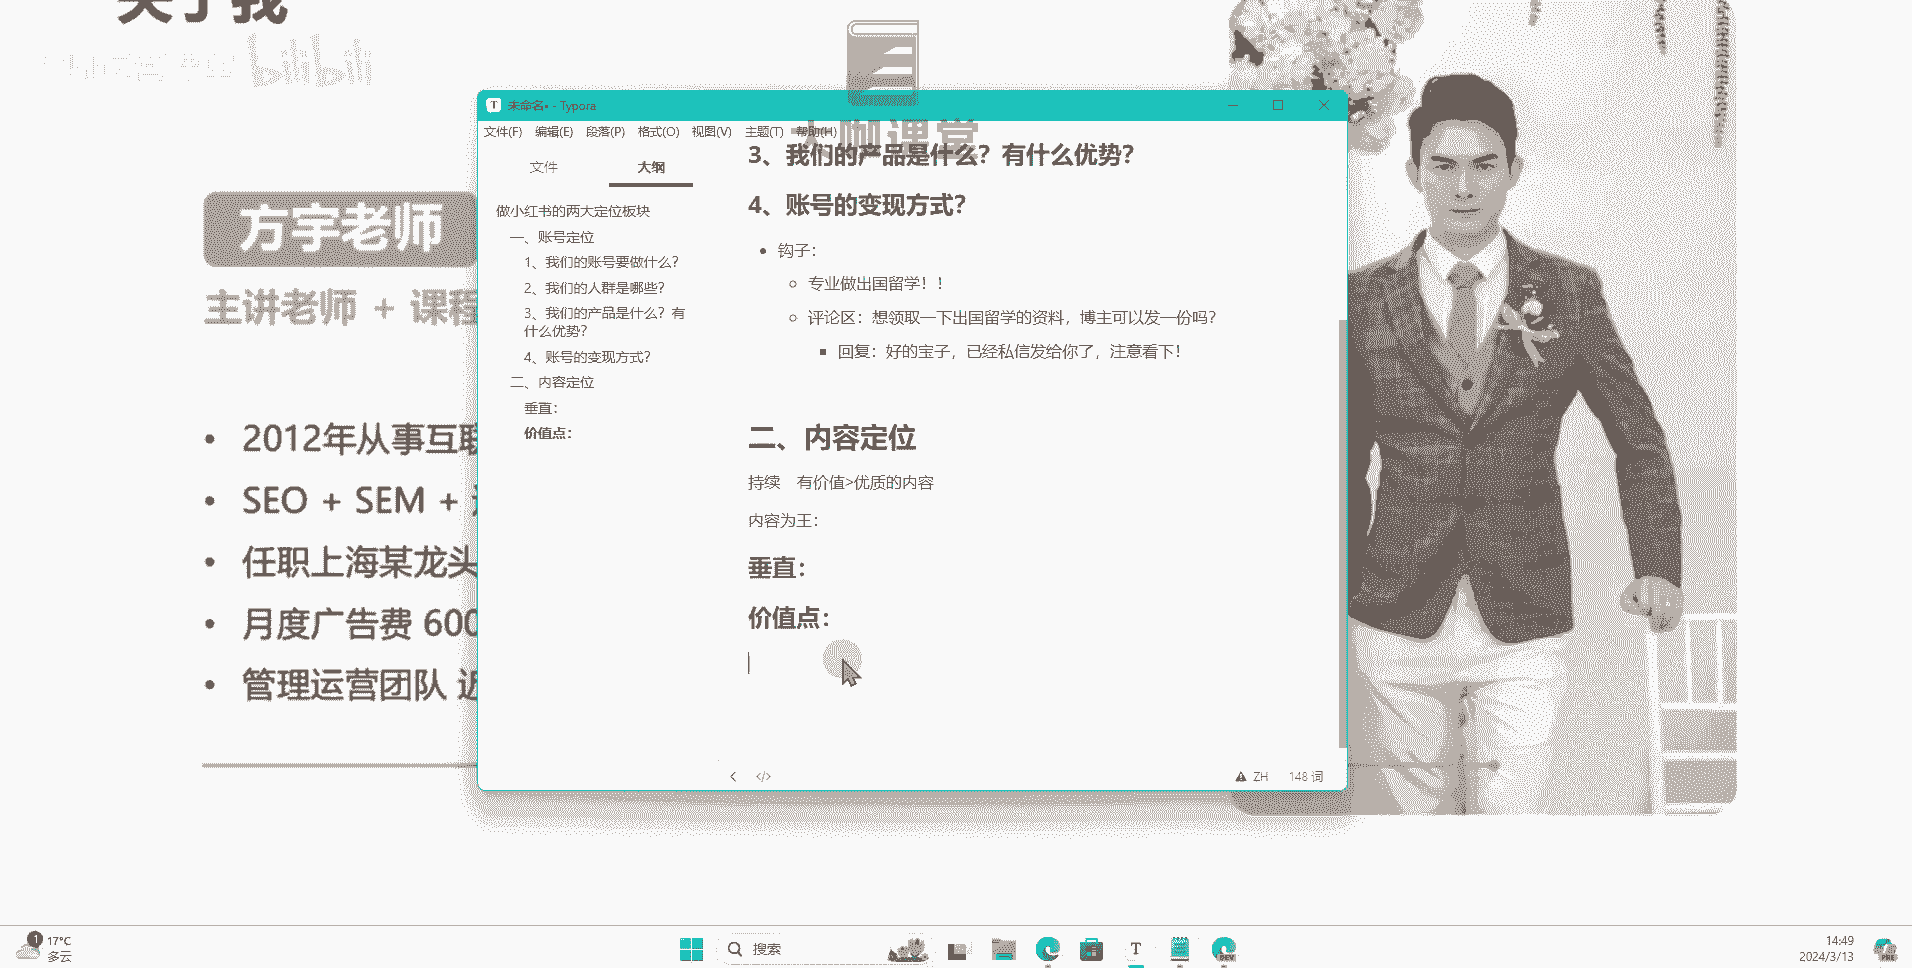 关于我
bilibili
大咖课堂
方宇老师
主讲老师 + 课程
2012年从事互联
SEO + SEM +
任职上海某龙头
月度广告费 600
管理运营团队 近
T 未命名• - Typora
文件(F) 编辑(E) 段落(P) 格式(O) 视图(V) 主题(T) 帮助(H)
文件 大纲
做小红书的两大定位板块
一、账号定位
1、我们的账号要做什么？
2、我们的人群是哪些？
3、我们的产品是什么？有
什么优势？
4、账号的变现方式？
二、内容定位
垂直：
价值点：
3、我们的产品是什么？有什么优势？
4、账号的变现方式？
钩子：
专业做出国留学！！
评论区：想领取一下出国留学的资料，博主可以发一份吗？
回复：好的宝子，已经私信发给你了，注意看下！
二、内容定位
持续 有价值>优质的内容
内容为王：
垂直：
价值点：
</> ZH 148 词
1 17°C
多云
搜索
T
DEV
14:49
2024/3/13
PRE